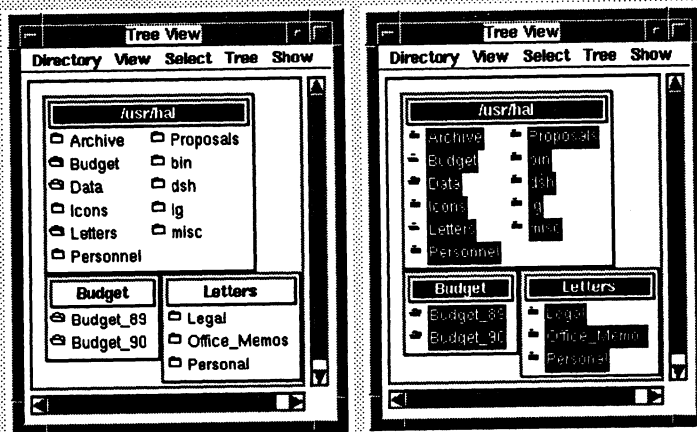 Tree View
Directory View Select Tree Show
/usr/hal
Archive Proposals
Budget bin
Data dsh
Icons lg
Letters misc
Personnel
Budget
Budget_89
Budget_90
Letters
Legal
Office_Memos
Personal
Tree View
Directory View Select Tree Show
/usr/hal
Archive Proposals
Budget bin
Data dsh
Icons lg
Letters misc
Personnel
Budget
Budget_89
Budget_90
Letters
Legal
Office_Memos
Personal